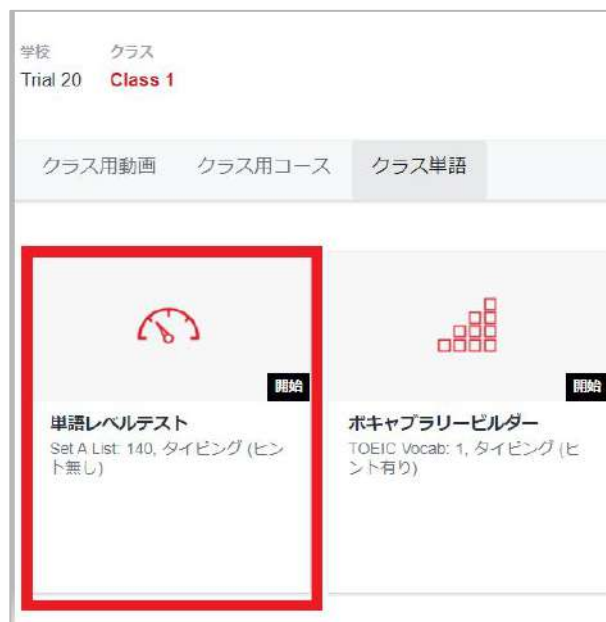 学校 クラス
Trial 20 Class 1
クラス用動画 クラス用コース クラス単語
開始
単語レベルテスト
Set A List: 140, タイピング (ヒン
ト無し)
開始
ボキャブラリービルダー
TOEIC Vocab: 1, タイピング (ヒ
ント有り)